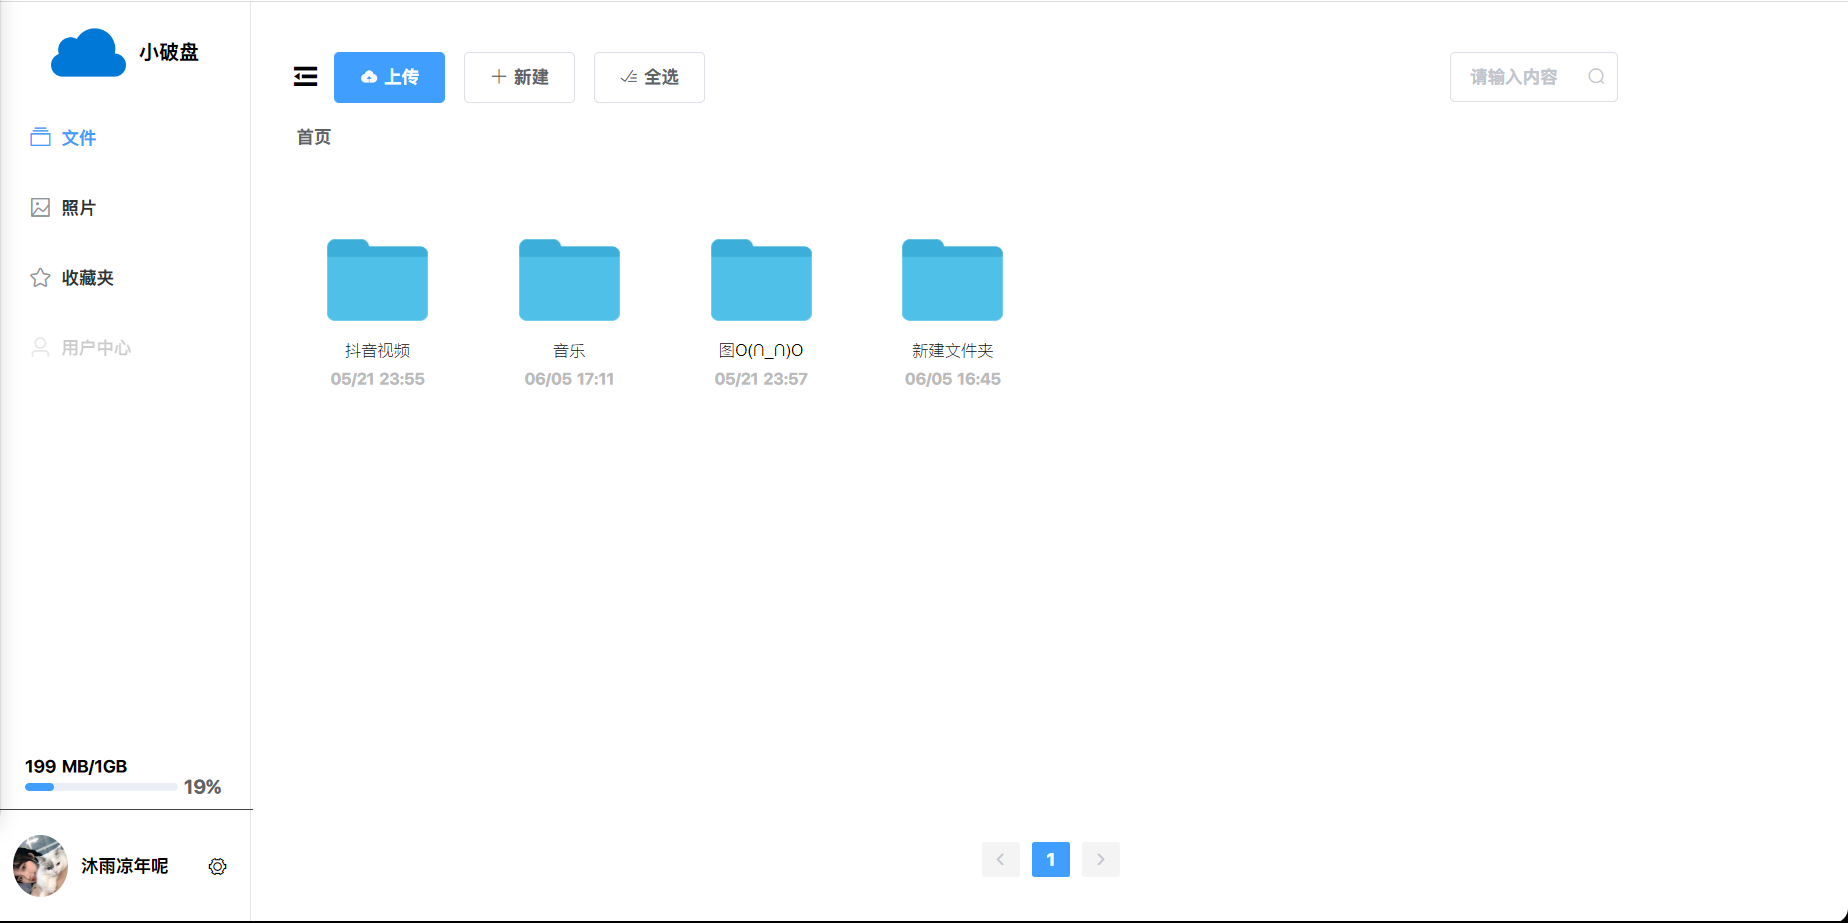 小破盘
文件
照片
收藏夹
用户中心
199 MB/1GB
19%
沐雨凉年呢
上传
新建
全选
请输入内容
首页
抖音视频
05/21 23:55
音乐
06/05 17:11
图O(∩_∩)O
05/21 23:57
新建文件夹
06/05 16:45
1